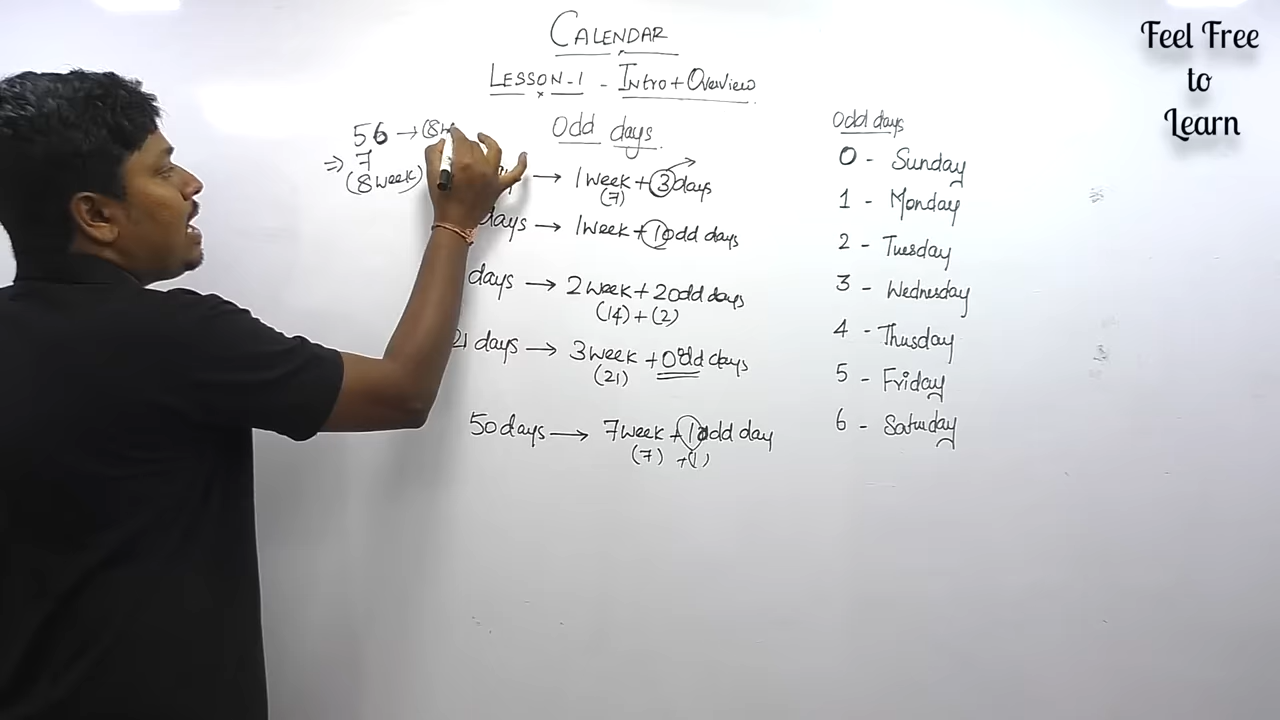 CALENDAR
LESSON-1 - Intro+Overview
Feel Free
to
Learn
56 → (8
⇒ 7
(8 week)
Odd days
→ 1 week + 3 days
(7)
days → 1 week + 1 odd days
days → 2 week + 2 odd days
(14) + (2)
21 days → 3 week + 0 odd days
(21)
50 days → 7 week + 1 odd day
(7) + (1)
Odd days
0 - Sunday
1 - Monday
2 - Tuesday
3 - Wednesday
4 - Thusday
5 - Friday
6 - Satuday